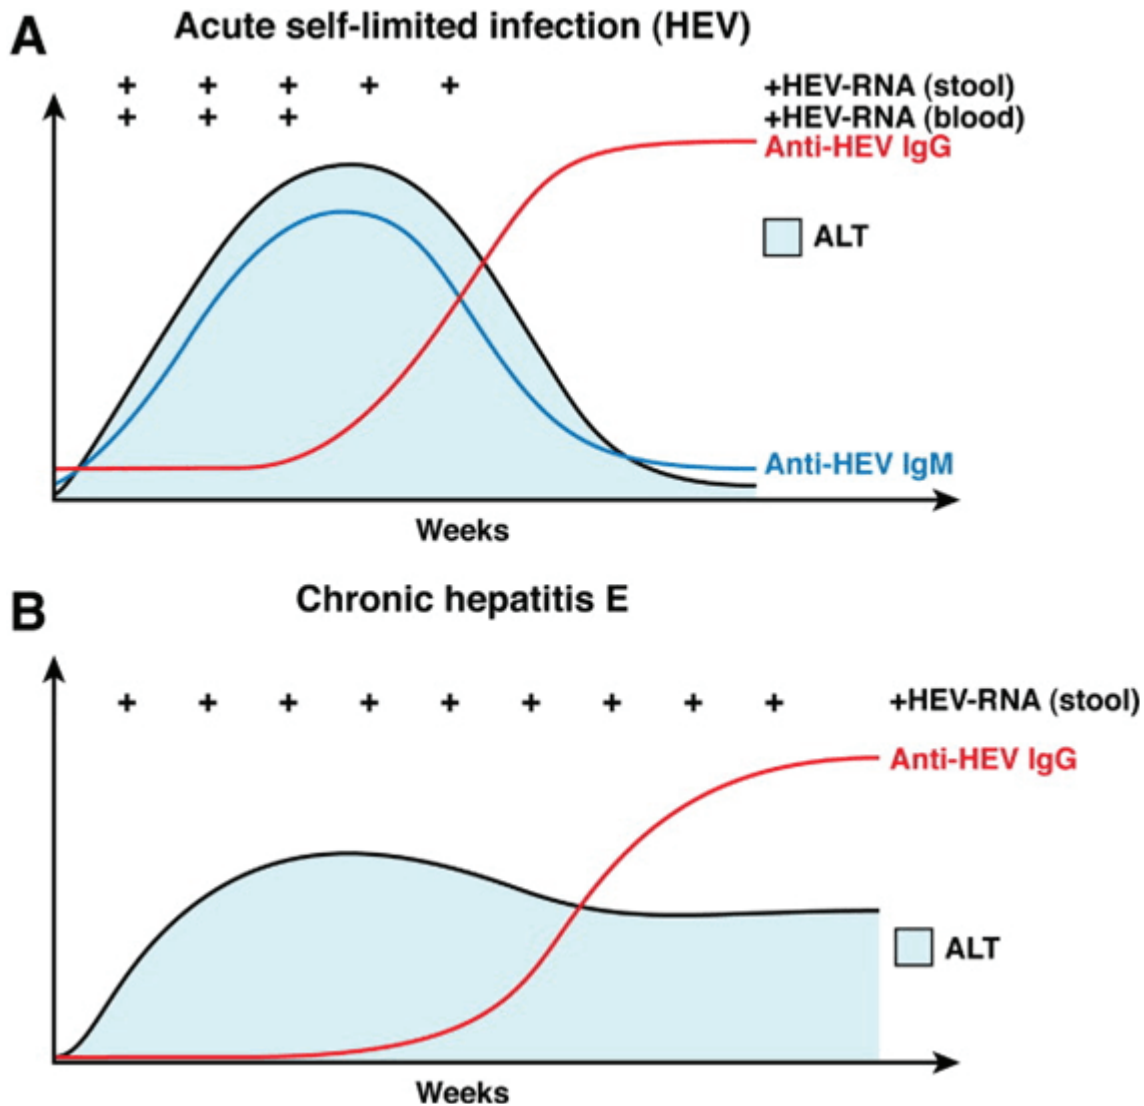 A
Acute self-limited infection (HEV)
+ + + + +
+HEV-RNA (stool)
+ + +
+HEV-RNA (blood)
Anti-HEV IgG
ALT
Anti-HEV IgM
Weeks
B
Chronic hepatitis E
+ + + + + + + + +
+HEV-RNA (stool)
Anti-HEV IgG
ALT
Weeks